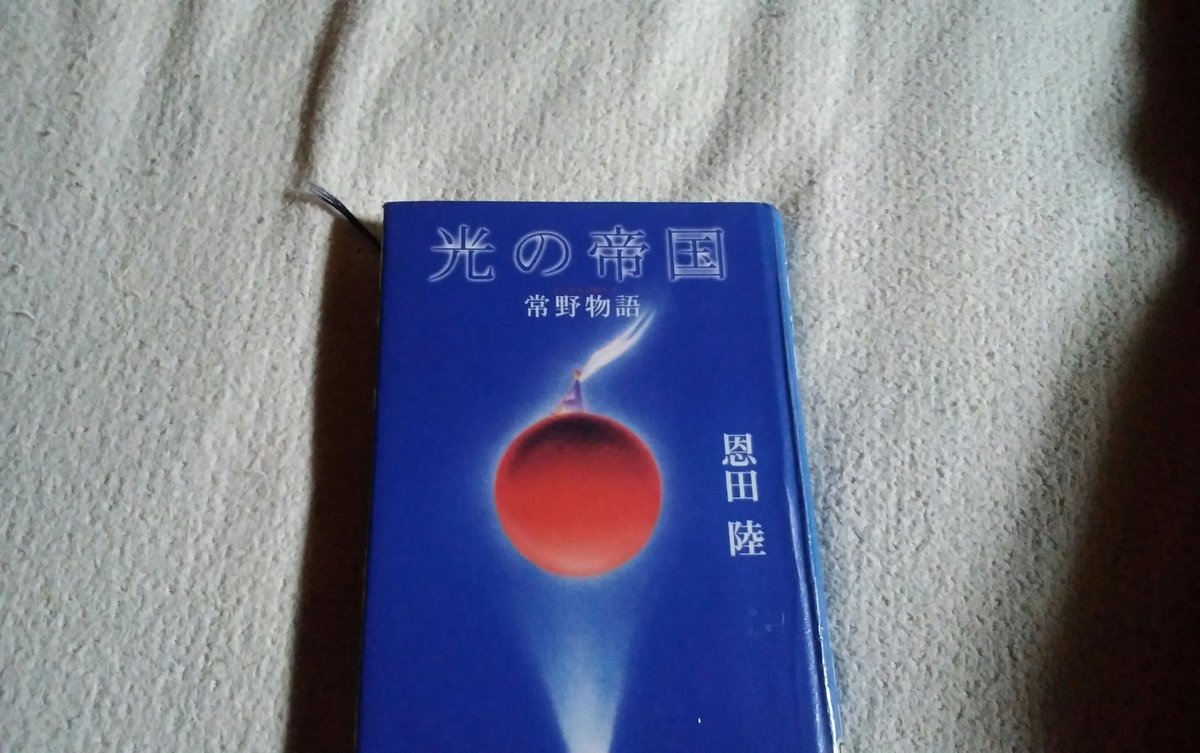 光の帝国
常野物語
恩田 陸